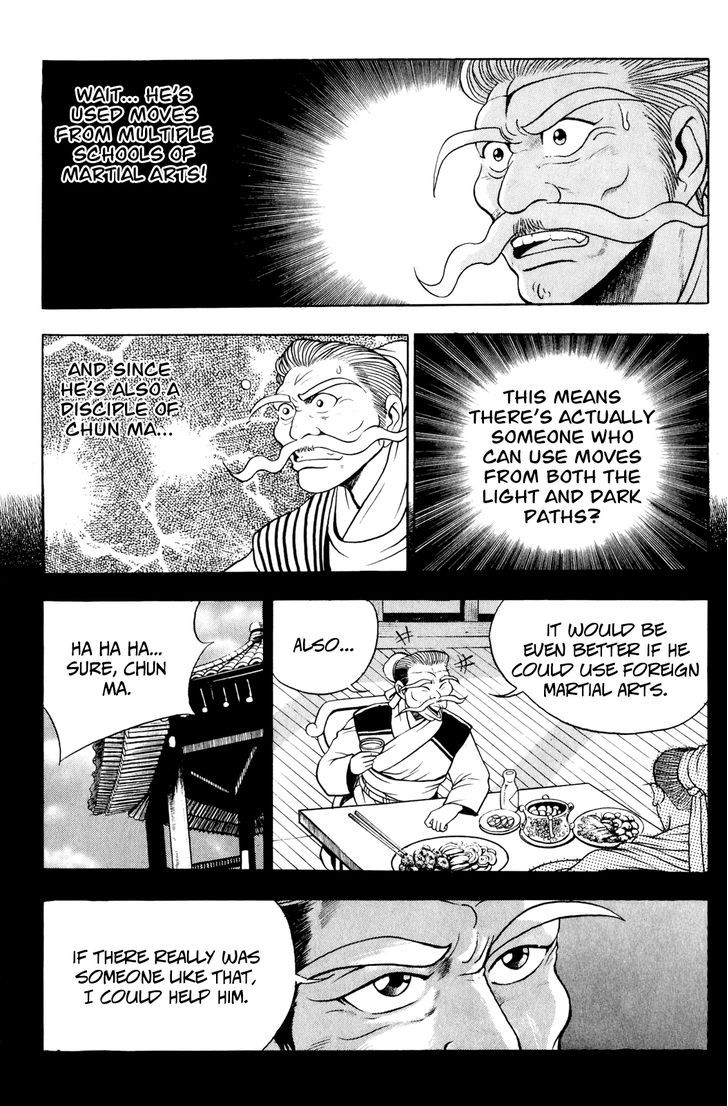 WAIT... HE'S
USED MOVES
FROM MULTIPLE
SCHOOLS OF
MARTIAL ARTS!
AND SINCE
HE'S ALSO A
DISCIPLE OF
CHUN MA...
THIS MEANS
THERE'S ACTUALLY
SOMEONE WHO
CAN USE MOVES
FROM BOTH THE
LIGHT AND DARK
PATHS?
HA HA HA...
SURE, CHUN
MA.
ALSO...
IT WOULD BE
EVEN BETTER IF HE
COULD USE FOREIGN
MARTIAL ARTS.
IF THERE REALLY WAS
SOMEONE LIKE THAT,
I COULD HELP HIM.